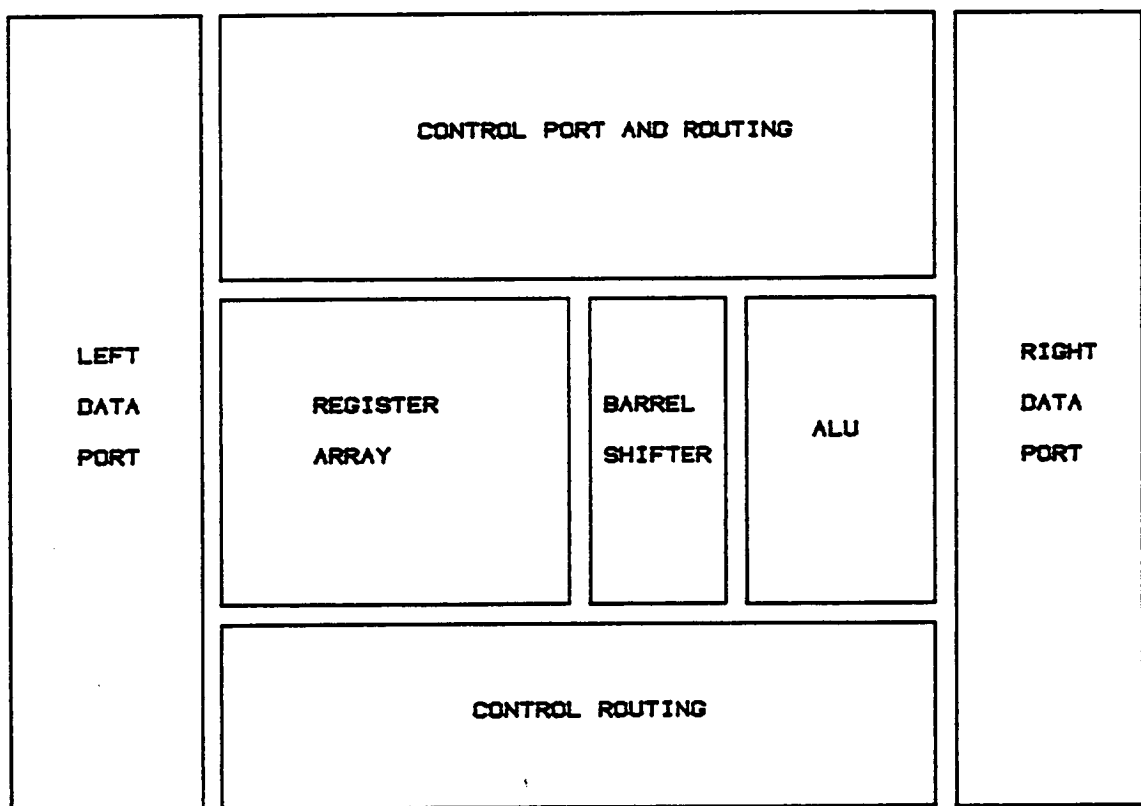 CONTROL PORT AND ROUTING
LEFT
DATA
PORT
REGISTER
ARRAY
BARREL
SHIFTER
ALU
RIGHT
DATA
PORT
CONTROL ROUTING